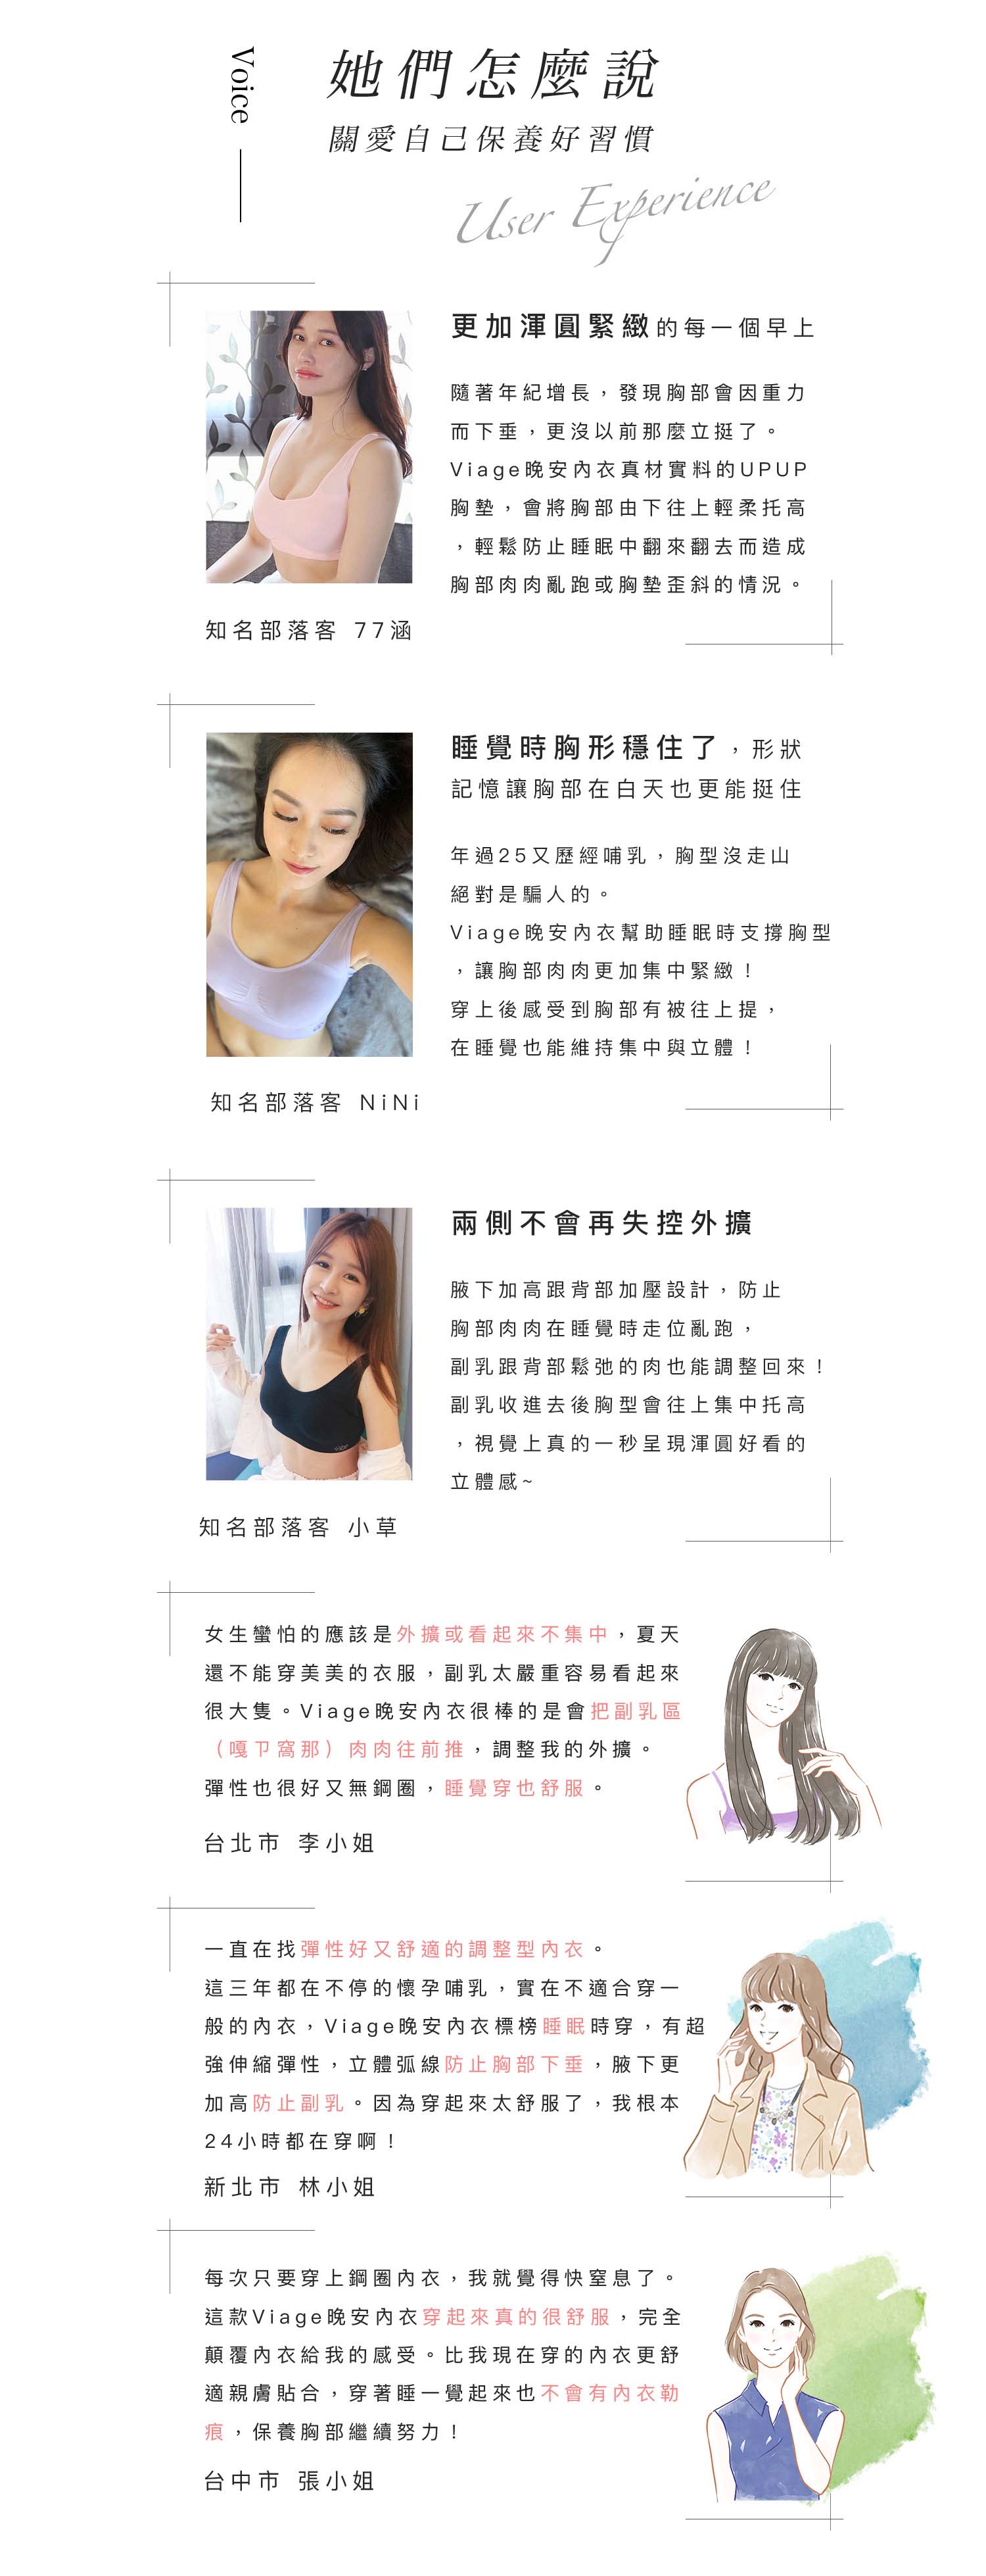 Voice
她們怎麼說
關愛自己保養好習慣
User Experience
更加渾圓緊緻的每一個早上
隨著年紀增長，發現胸部會因重力
而下垂，更沒以前那麼立挺了。
Viage晚安內衣真材實料的UPUP
胸墊，會將胸部由下往上輕柔托高
，輕鬆防止睡眠中翻來翻去而造成
胸部肉肉亂跑或胸墊歪斜的情況。
知名部落客 77涵
睡覺時胸形穩住了，形狀
記憶讓胸部在白天也更能挺住
年過25又歷經哺乳，胸型沒走山
絕對是騙人的。
Viage晚安內衣幫助睡眠時支撐胸型
，讓胸部肉肉更加集中緊緻！
穿上後感受到胸部有被往上提，
在睡覺也能維持集中與立體！
知名部落客 NiNi
兩側不會再失控外擴
腋下加高跟背部加壓設計，防止
胸部肉肉在睡覺時走位亂跑，
副乳跟背部鬆弛的肉也能調整回來！
副乳收進去後胸型會往上集中托高
，視覺上真的一秒呈現渾圓好看的
立體感~
知名部落客 小草
女生蠻怕的應該是外擴或看起來不集中，夏天
還不能穿美美的衣服，副乳太嚴重容易看起來
很大隻。Viage晚安內衣很棒的是會把副乳區
（嘎ㄗ窩那）肉肉往前推，調整我的外擴。
彈性也很好又無鋼圈，睡覺穿也舒服。
台北市 李小姐
一直在找彈性好又舒適的調整型內衣。
這三年都在不停的懷孕哺乳，實在不適合穿一
般的內衣，Viage晚安內衣標榜睡眠時穿，有超
強伸縮彈性，立體弧線防止胸部下垂，腋下更
加高防止副乳。因為穿起來太舒服了，我根本
24小時都在穿啊！
新北市 林小姐
每次只要穿上鋼圈內衣，我就覺得快窒息了。
這款Viage晚安內衣穿起來真的很舒服，完全
顛覆內衣給我的感受。比我現在穿的內衣更舒
適親膚貼合，穿著睡一覺起來也不會有內衣勒
痕，保養胸部繼續努力！
台中市 張小姐